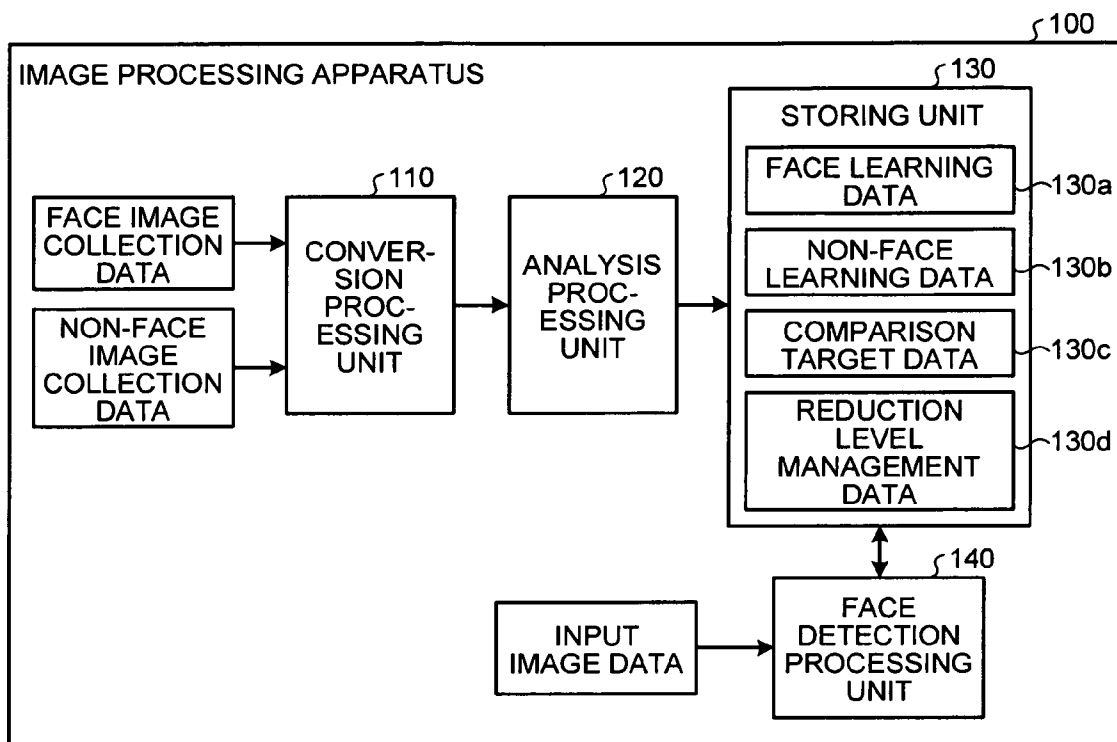 100
IMAGE PROCESSING APPARATUS
130
STORING UNIT
FACE LEARNING
DATA
130a
110
120
FACE IMAGE
COLLECTION
DATA
NON-FACE
IMAGE
COLLECTION
DATA
CONVER-
SION
PROC-
ESSING
UNIT
ANALYSIS
PROC-
ESSING
UNIT
NON-FACE
LEARNING DATA
130b
COMPARISON
TARGET DATA
130c
REDUCTION
LEVEL
MANAGEMENT
DATA
130d
140
INPUT
IMAGE DATA
FACE
DETECTION
PROCESSING
UNIT